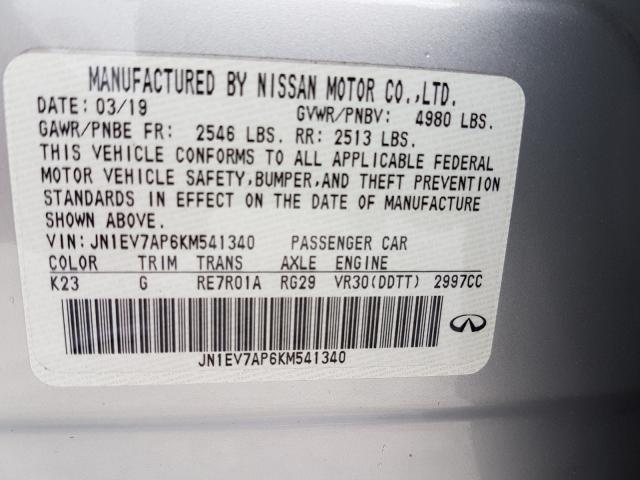 MANUFACTURED BY NISSAN MOTOR CO.,LTD.
DATE: 03/19 GVWR/PNBV: 4980 LBS.
GAWR/PNBE FR: 2546 LBS. RR: 2513 LBS.
THIS VEHICLE CONFORMS TO ALL APPLICABLE FEDERAL
MOTOR VEHICLE SAFETY,BUMPER,AND THEFT PREVENTION
STANDARDS IN EFFECT ON THE DATE OF MANUFACTURE
SHOWN ABOVE.
VIN:JN1EV7AP6KM541340 PASSENGER CAR
COLOR TRIM TRANS AXLE ENGINE
K23 G RE7R01A RG29 VR30(DDTT) 2997CC
JN1EV7AP6KM541340